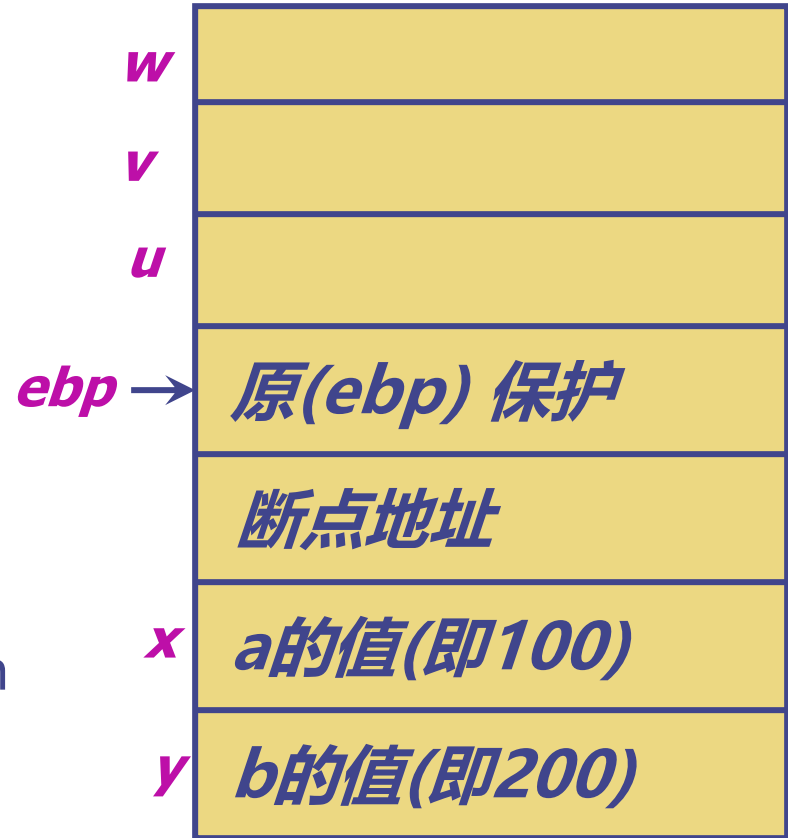 w
v
u
ebp 原(ebp) 保护
断点地址
x a的值(即100)
n
y b的值(即200)